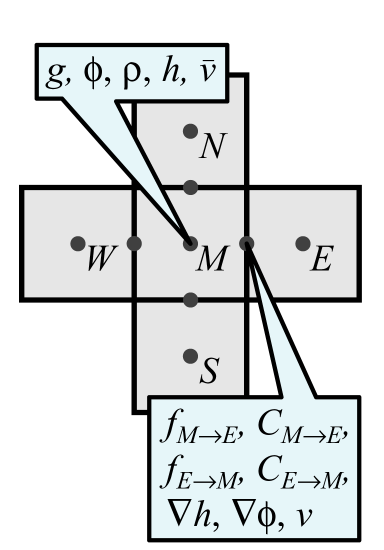 g, ϕ, ρ, h, v̄
N
W M E
S
f_{M→E}, C_{M→E},
f_{E→M}, C_{E→M},
∇h, ∇ϕ, v